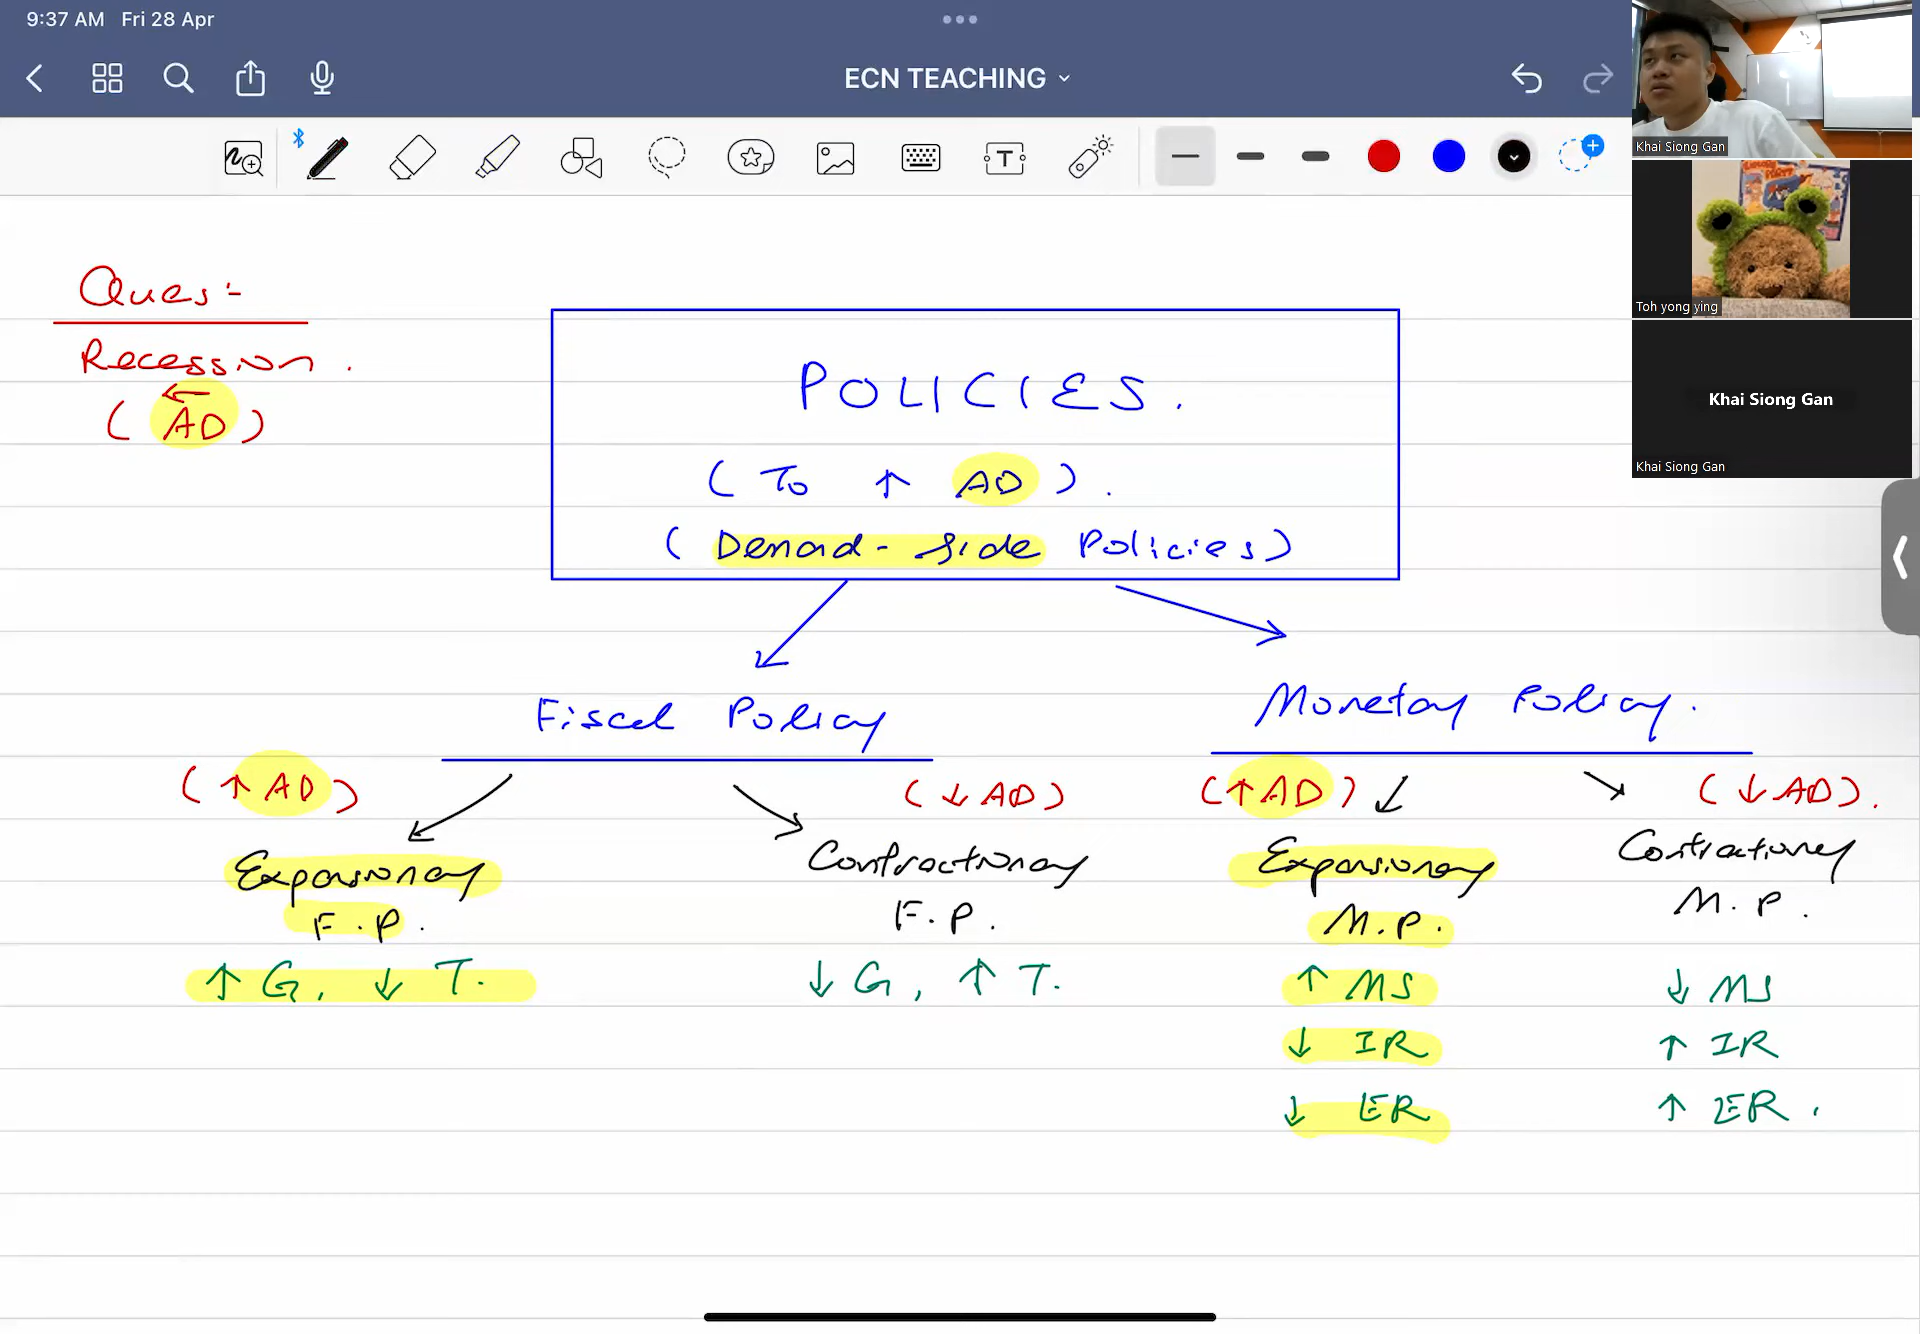 9:37 AM Fri 28 Apr
ECN TEACHING
Khai Siong Gan
Toh yong ying
Khai Siong Gan
Khai Siong Gan
Ques:-
Recession.
(AD)
POLICIES.
(To ↑ AD).
(Demand-side Policies)
Fiscal Policy
Monetary Policy.
(↑AD)
(↓AD)
(↑AD)
(↓AD).
Expansionary
F.P.
Contractionary
F.P.
Expansionary
M.P.
Contractionary
M.P.
↑ G, ↓ T.
↓ G, ↑ T.
↑ MS
↓ MS
↓ IR
↑ IR
↓ ER
↑ ER.